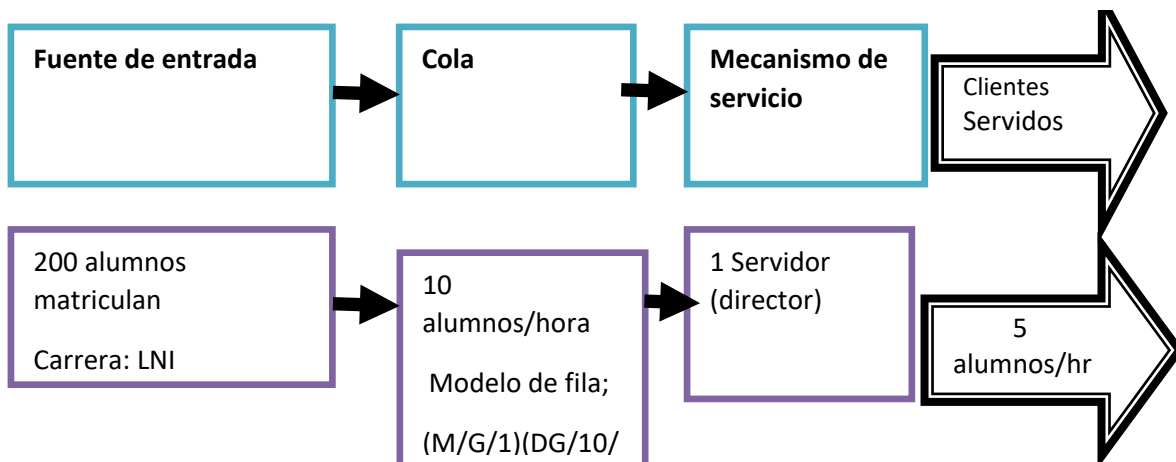 Fuente de entrada
Cola
Mecanismo de
servicio
Clientes
Servidos
200 alumnos
matriculan
Carrera: LNI
10
alumnos/hora
Modelo de fila;
(M/G/1)(DG/10/
1 Servidor
(director)
5
alumnos/hr